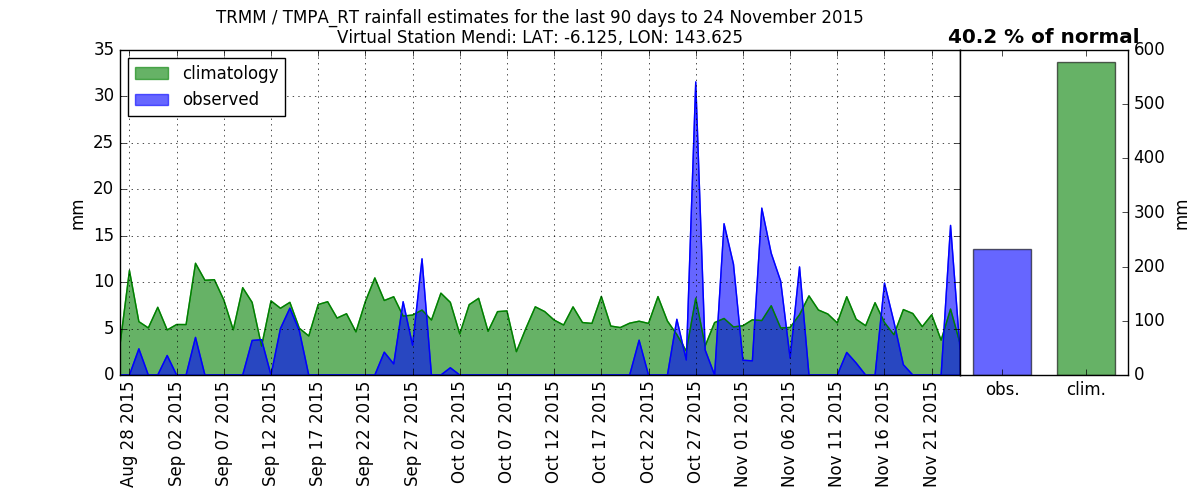 TRMM / TMPA_RT rainfall estimates for the last 90 days to 24 November 2015
Virtual Station Mendi: LAT: -6.125, LON: 143.625
40.2 % of normal
climatology
observed
mm
35
30
25
20
15
10
5
0
Aug 28 2015
Sep 02 2015
Sep 07 2015
Sep 12 2015
Sep 17 2015
Sep 22 2015
Sep 27 2015
Oct 02 2015
Oct 07 2015
Oct 12 2015
Oct 17 2015
Oct 22 2015
Oct 27 2015
Nov 01 2015
Nov 06 2015
Nov 11 2015
Nov 16 2015
Nov 21 2015
obs.
clim.
600
500
400
300
200
100
0
mm